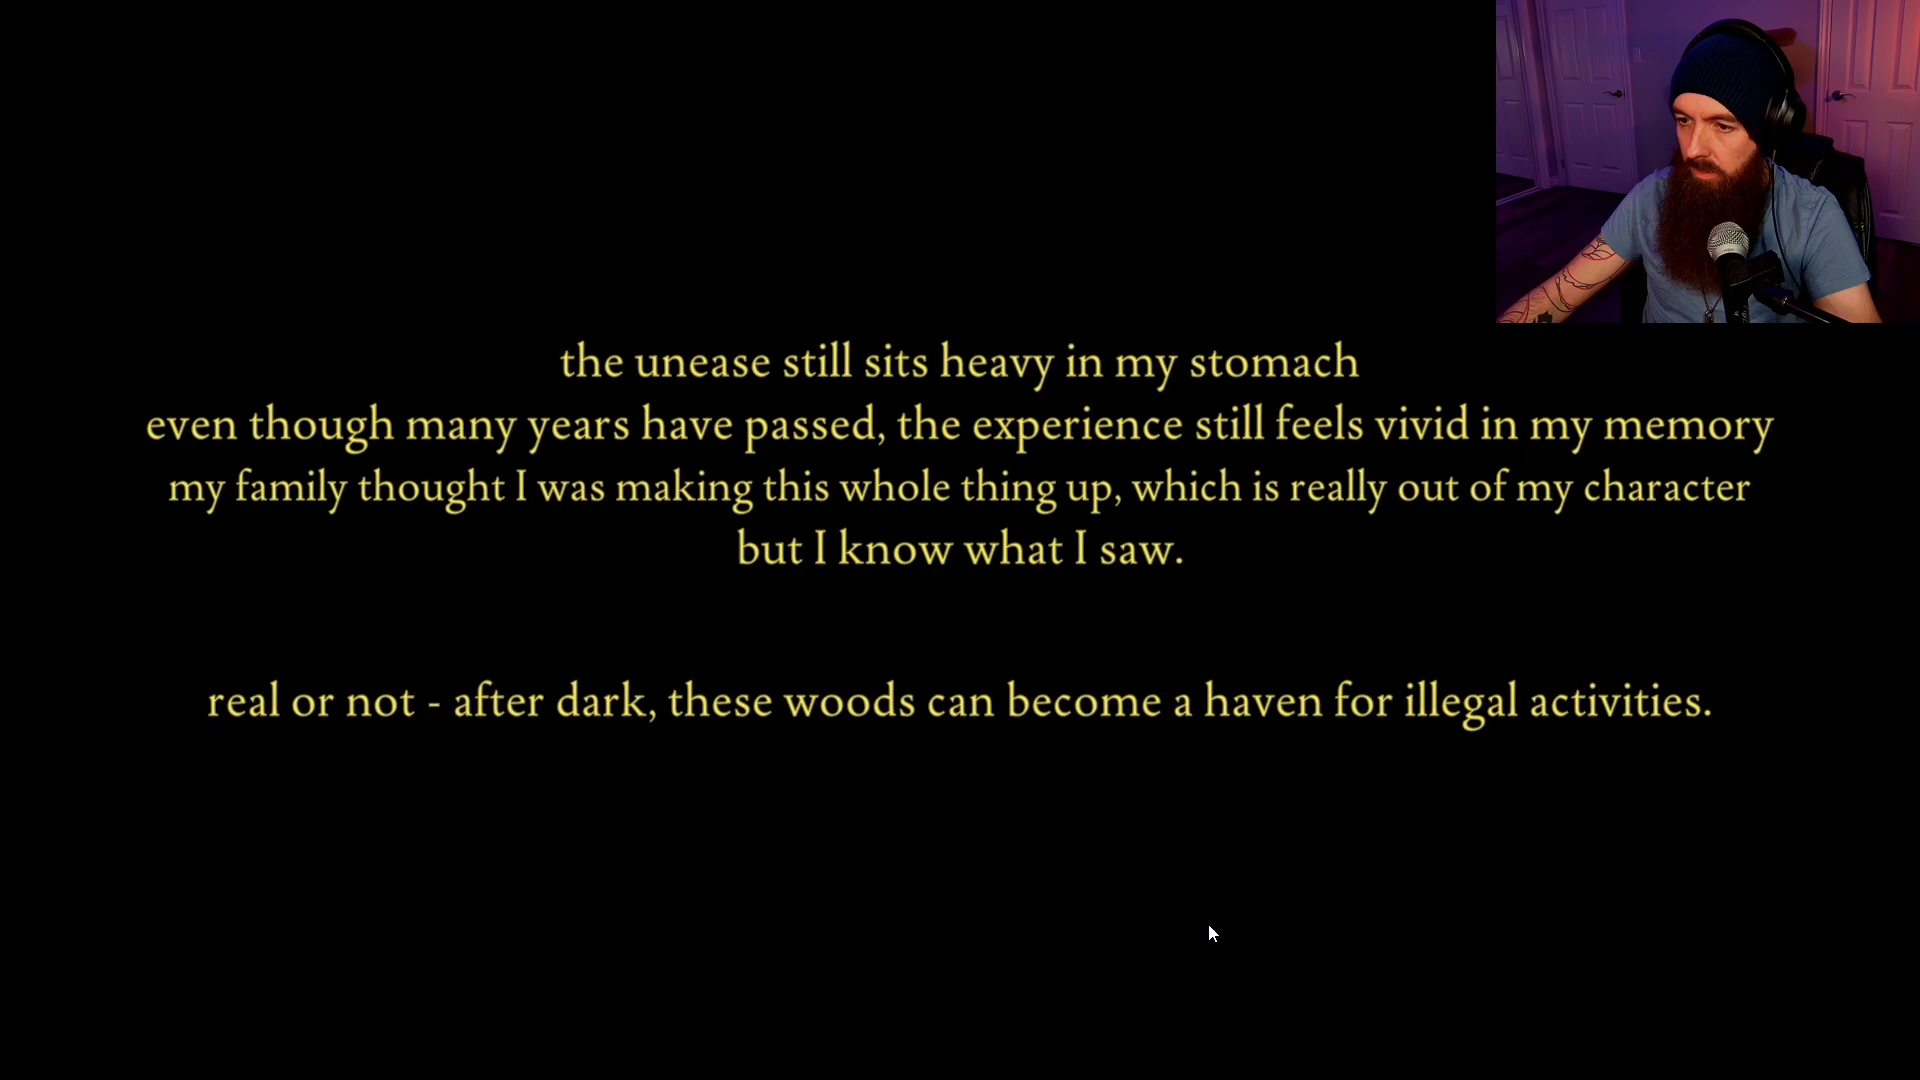 the unease still sits heavy in my stomach
even though many years have passed, the experience still feels vivid in my memory
my family thought I was making this whole thing up, which is really out of my character
but I know what I saw.
real or not - after dark, these woods can become a haven for illegal activities.